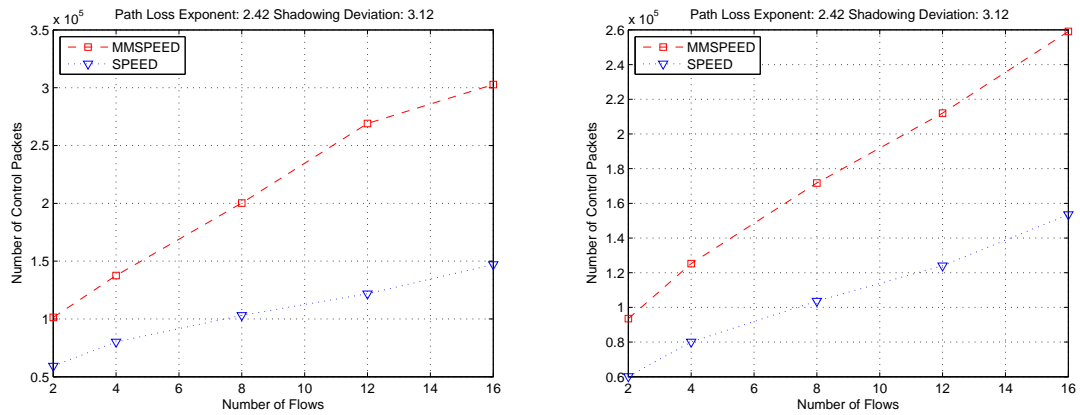 Path Loss Exponent: 2.42 Shadowing Deviation: 3.12
x 10^5
3.5
3
2.5
2
1.5
1
0.5
Number of Control Packets
MMSPEED
SPEED
2 4 6 8 10 12 14 16
Number of Flows
Path Loss Exponent: 2.42 Shadowing Deviation: 3.12
x 10^5
2.6
2.4
2.2
2
1.8
1.6
1.4
1.2
1
0.8
0.6
Number of Control Packets
MMSPEED
SPEED
2 4 6 8 10 12 14 16
Number of Flows